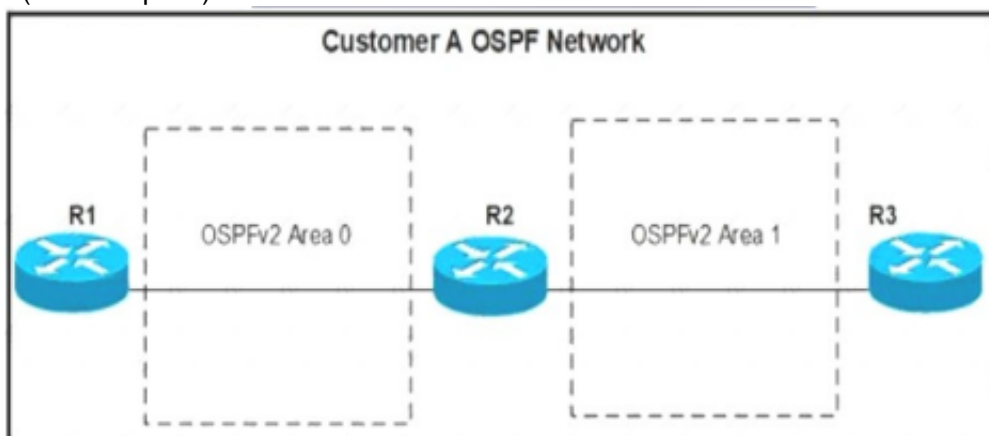 Customer A OSPF Network
R1
OSPFv2 Area 0
R2
OSPFv2 Area 1
R3